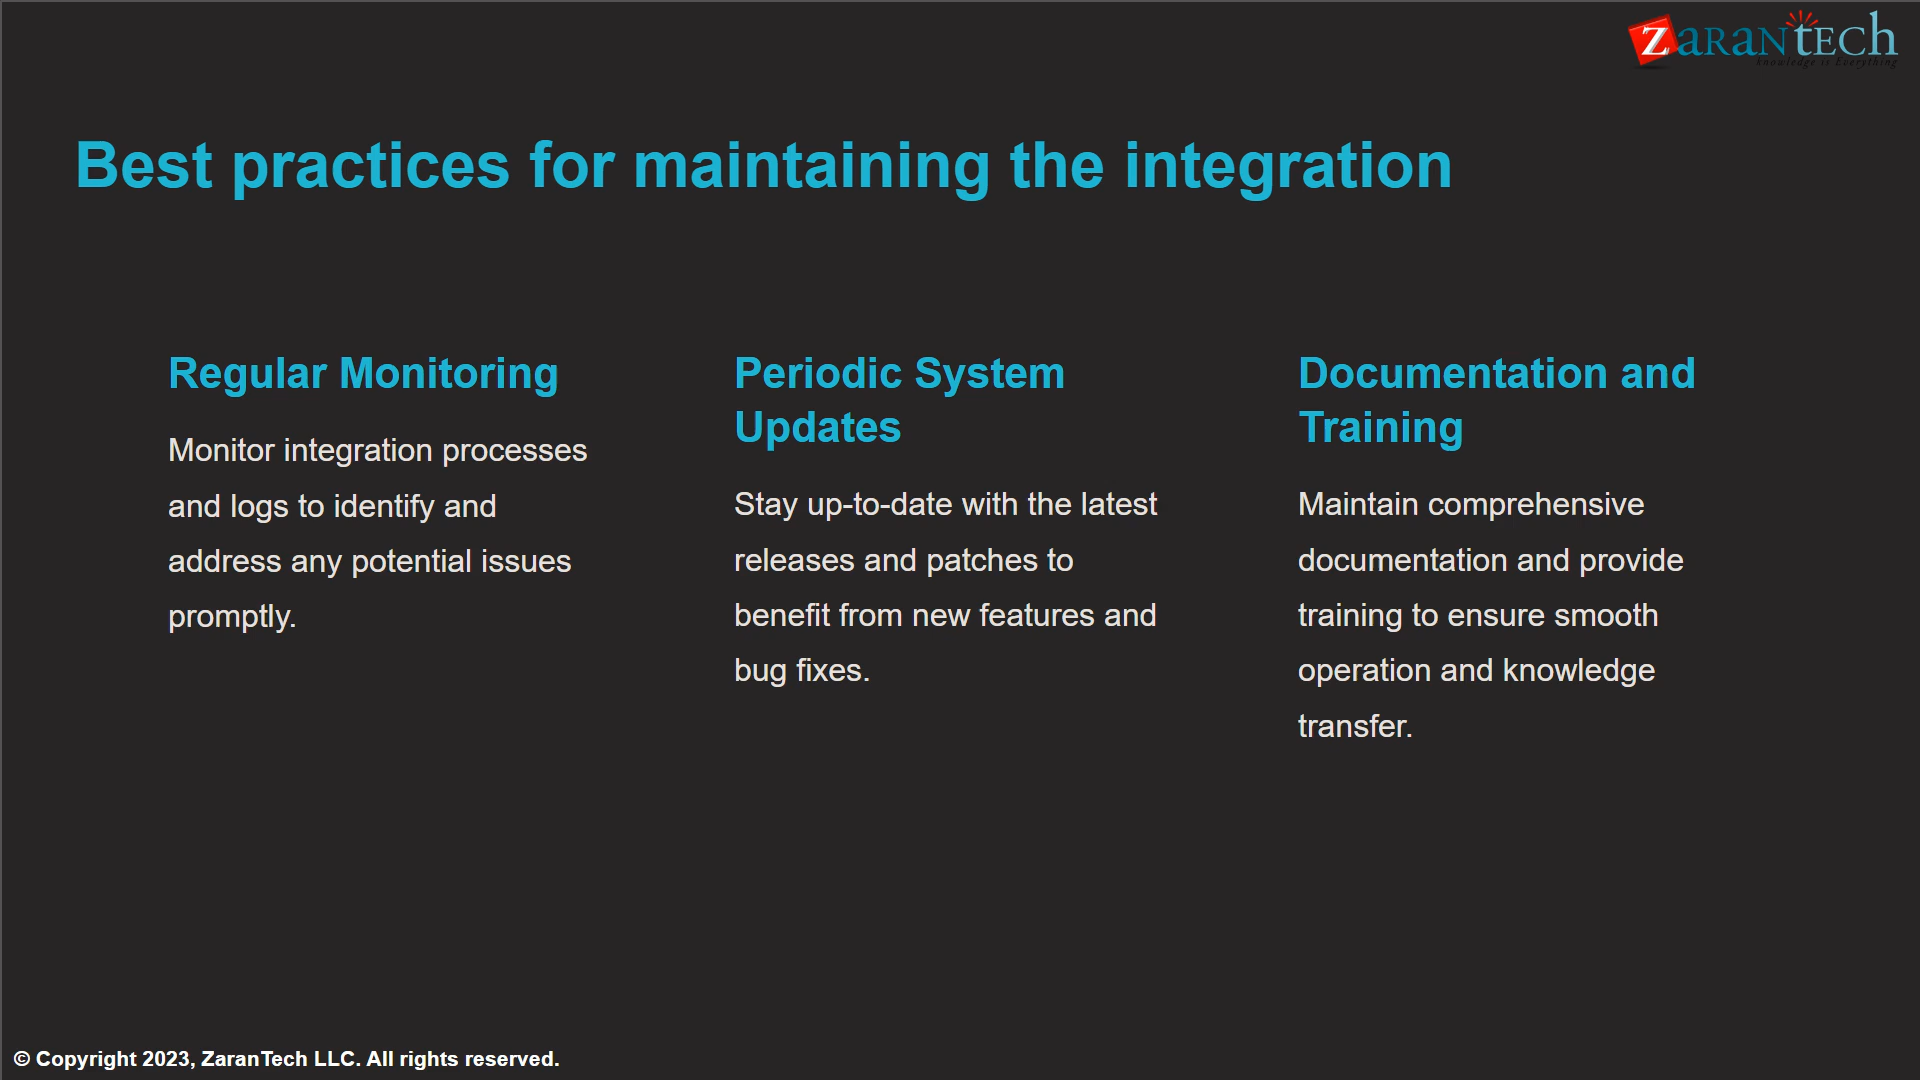 ZaranTech
Knowledge is Everything
Best practices for maintaining the integration
Regular Monitoring
Monitor integration processes
and logs to identify and
address any potential issues
promptly.
Periodic System
Updates
Stay up-to-date with the latest
releases and patches to
benefit from new features and
bug fixes.
Documentation and
Training
Maintain comprehensive
documentation and provide
training to ensure smooth
operation and knowledge
transfer.
© Copyright 2023, ZaranTech LLC. All rights reserved.